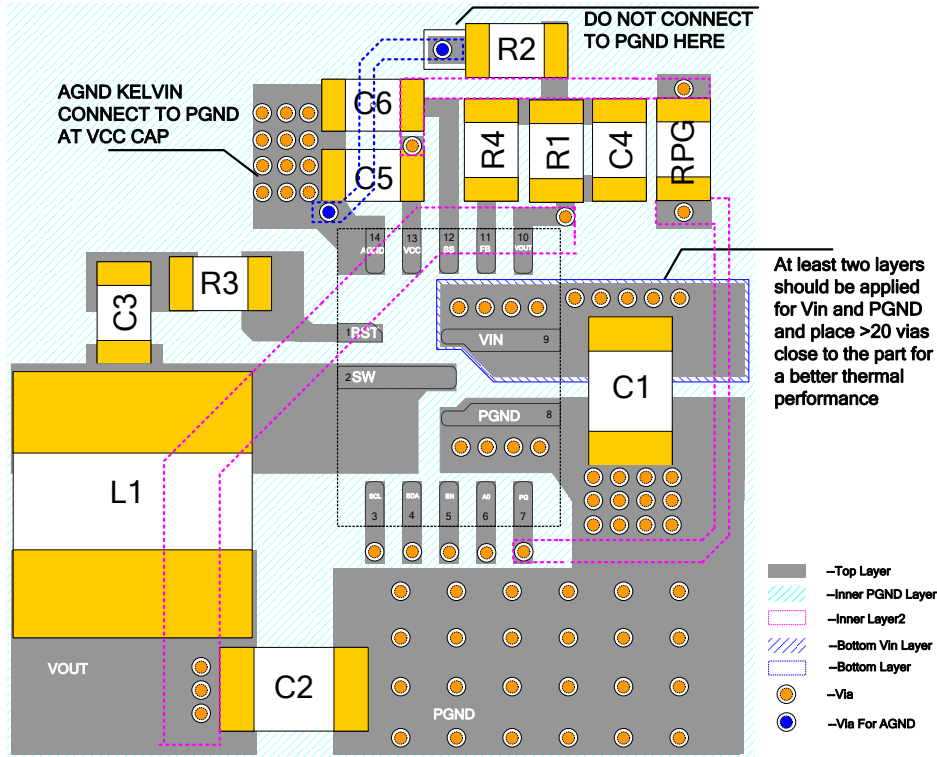 DO NOT CONNECT
TO PGND HERE
R2
AGND KELVIN
CONNECT TO PGND
AT VCC CAP
C6
C5
R4
R1
C4
RPG
14
13
12
11
10
AGND
VCC
SS
FB
VOUT
At least two layers
should be applied
for Vin and PGND
and place >20 vias
close to the part for
a better thermal
performance
C3
R3
1
RST
VIN
9
2
SW
C1
PGND
8
L1
SCL
SDA
EN
A0
PG
3
4
5
6
7
--Top Layer
--Inner PGND Layer
--Inner Layer2
--Bottom Vin Layer
--Bottom Layer
--Via
--Via For AGND
VOUT
C2
PGND